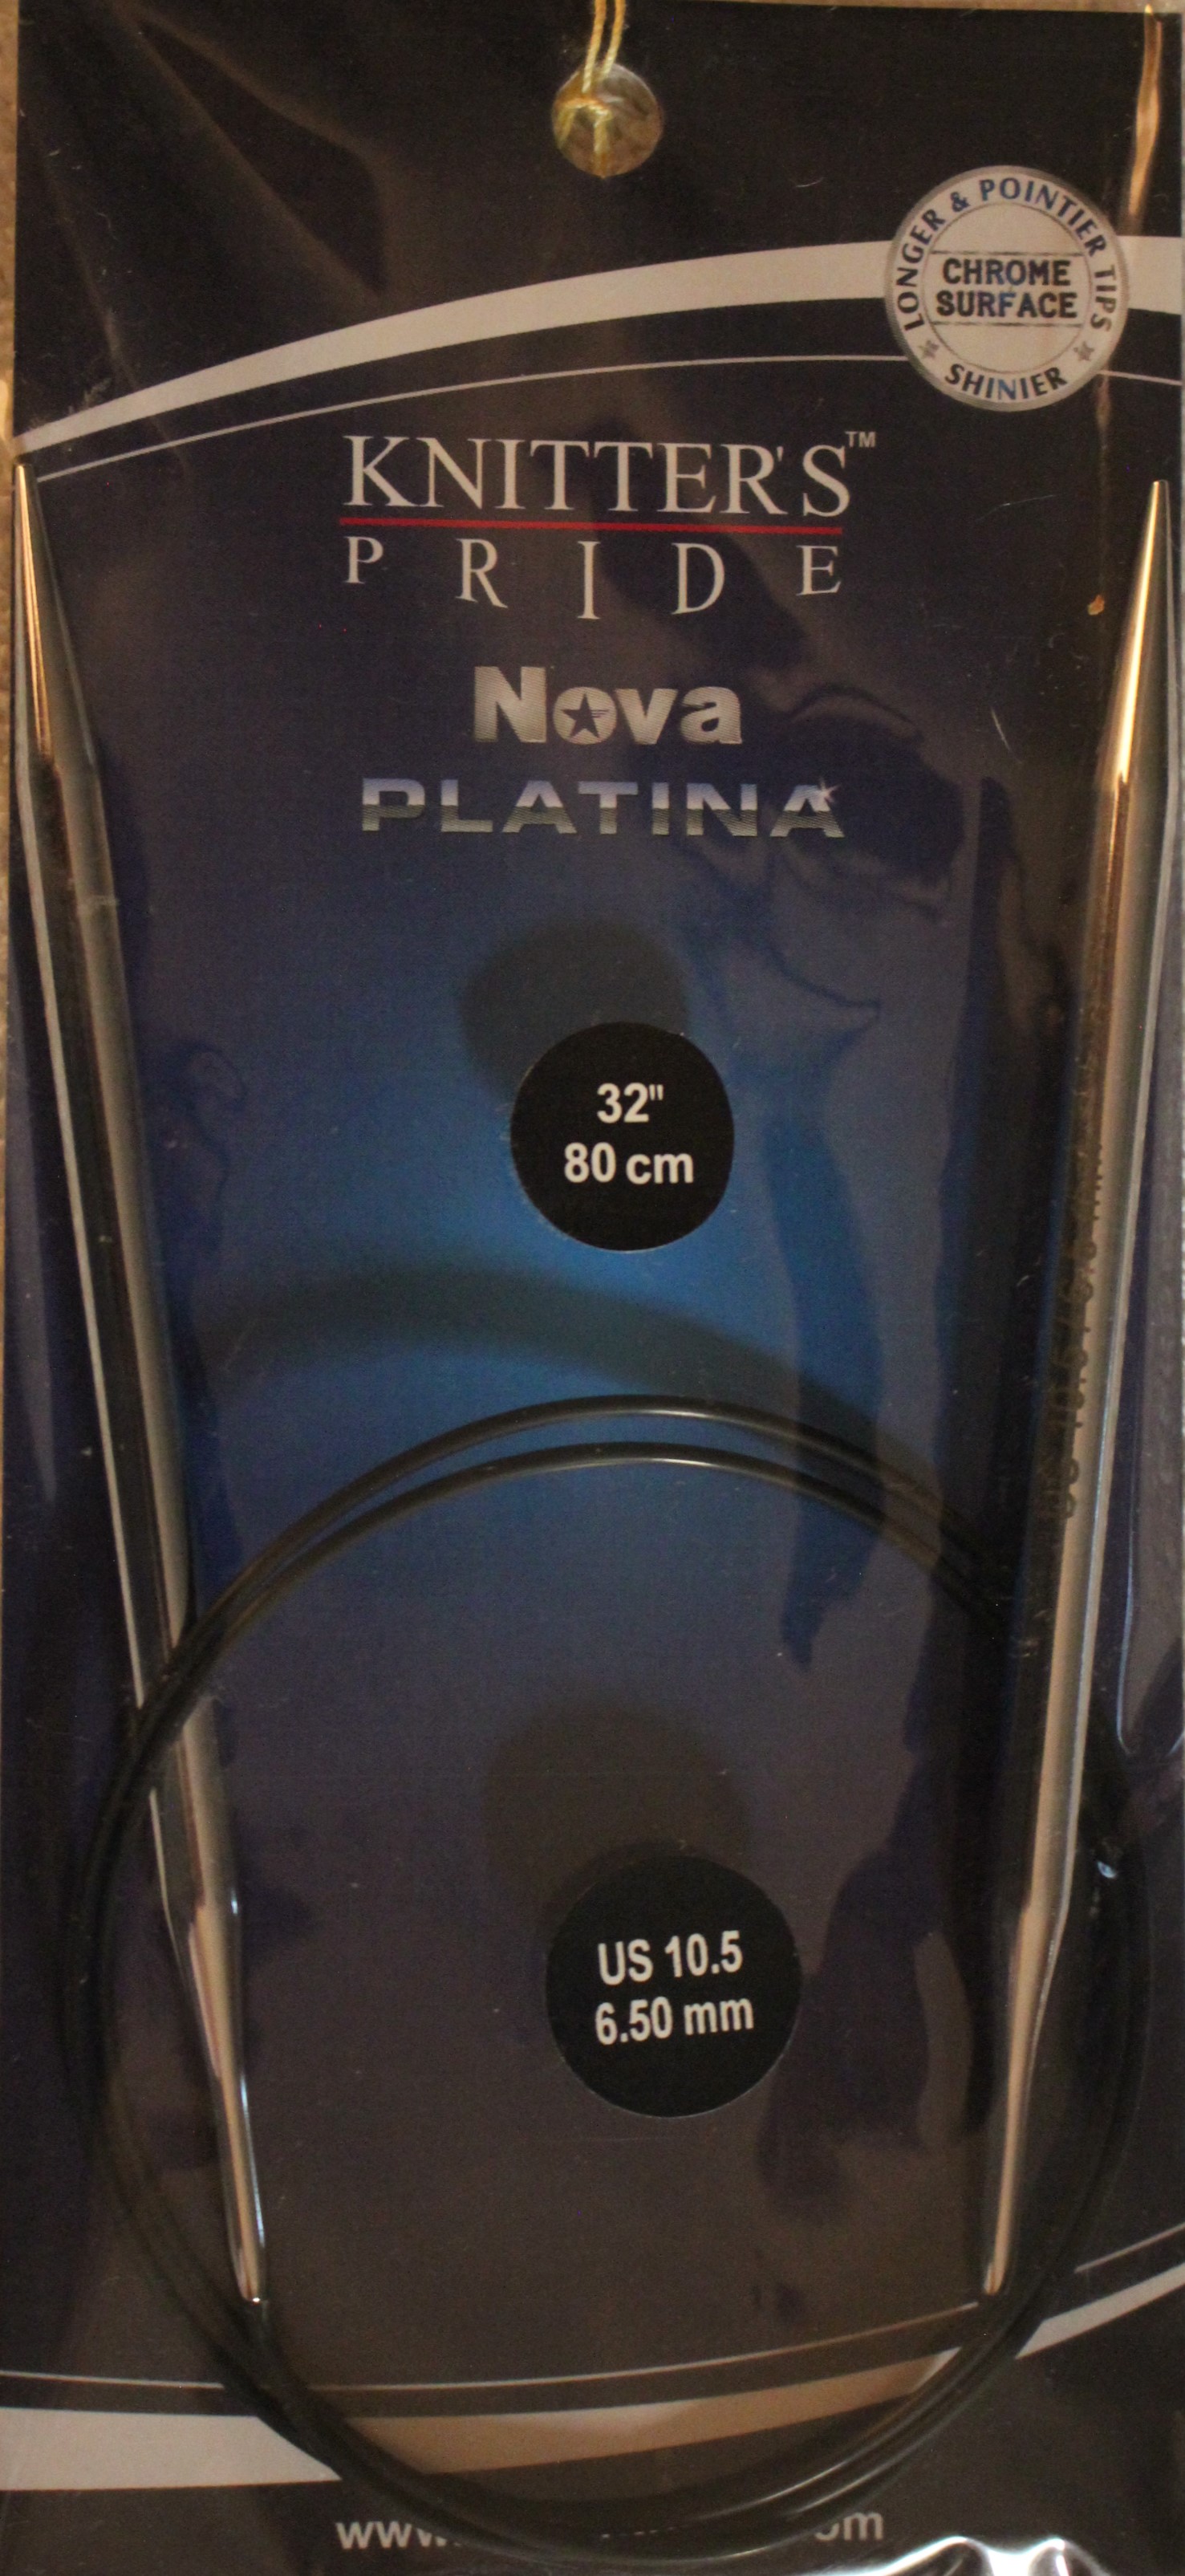 LONGER & POINTIER TIPS
CHROME
SURFACE
SHINIER
KNITTER'S™
PRIDE
Nova
PLATINA
32"
80 cm
US 10.5
6.50 mm